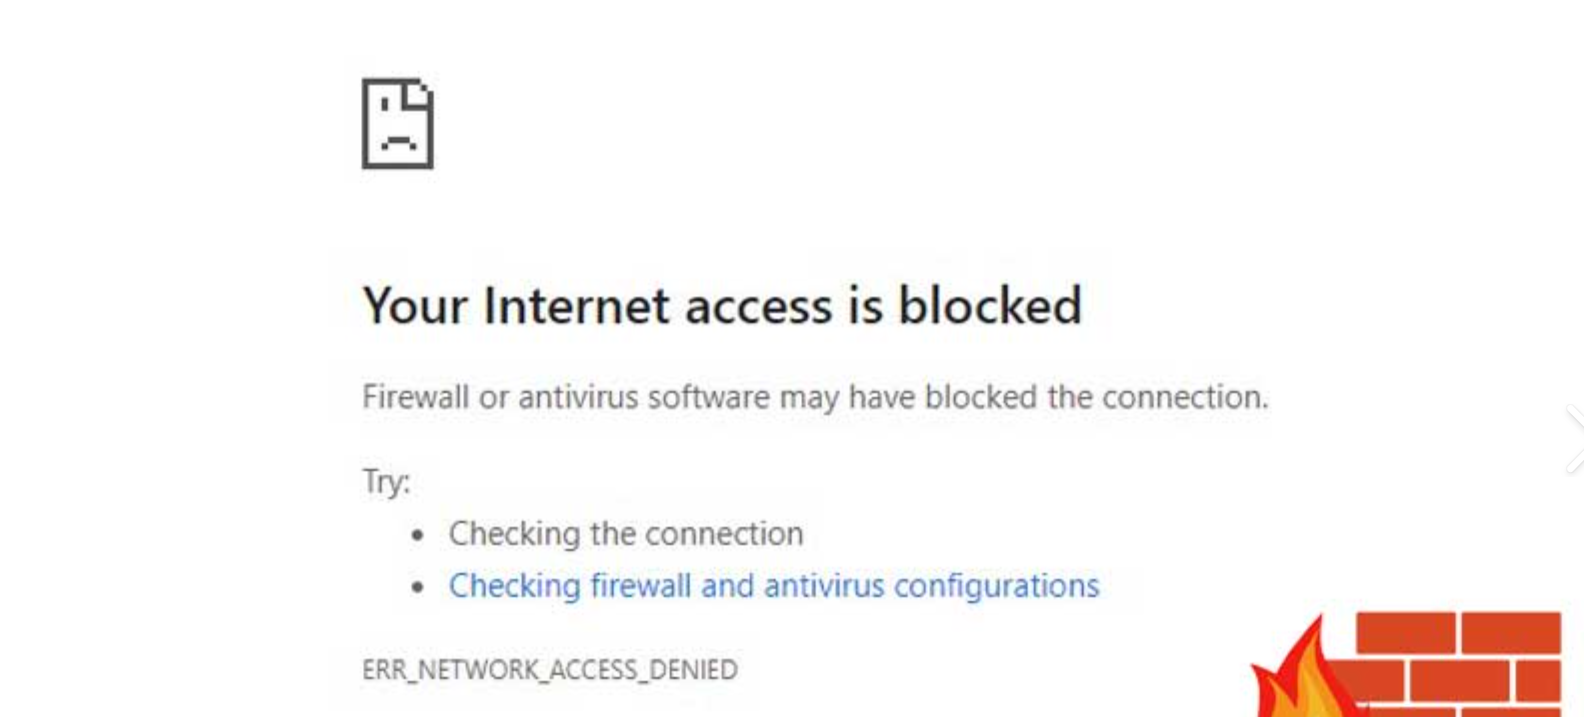 Your Internet access is blocked
Firewall or antivirus software may have blocked the connection.
Try:
• Checking the connection
• Checking firewall and antivirus configurations
ERR_NETWORK_ACCESS_DENIED